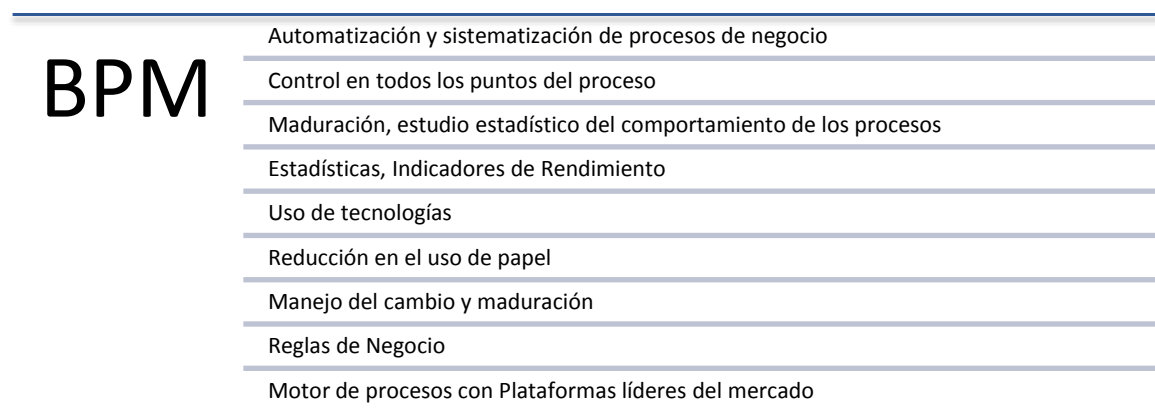 BPM
Automatización y sistematización de procesos de negocio
Control en todos los puntos del proceso
Maduración, estudio estadístico del comportamiento de los procesos
Estadísticas, Indicadores de Rendimiento
Uso de tecnologías
Reducción en el uso de papel
Manejo del cambio y maduración
Reglas de Negocio
Motor de procesos con Plataformas líderes del mercado